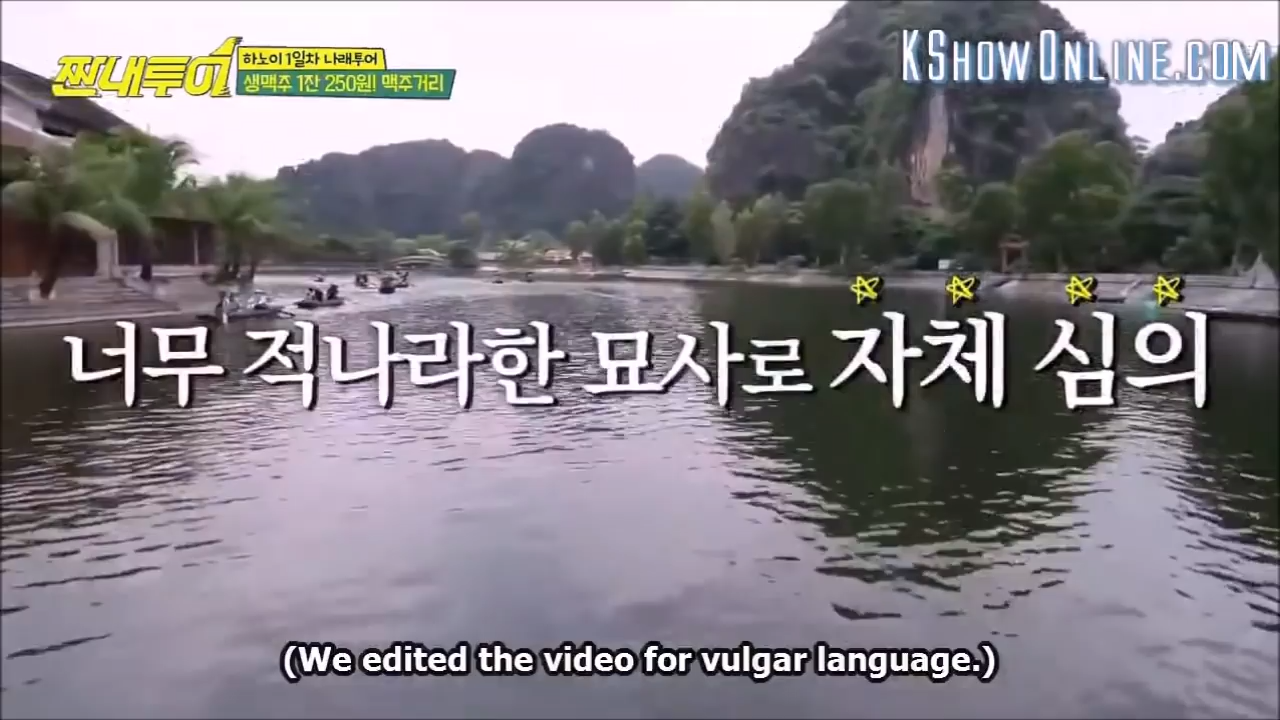 짠내투어
하노이 1일차 나래투어
생맥주 1잔 250원! 맥주거리
KSHOWONLINE.COM
너무 적나라한 묘사로 자체 심의
(We edited the video for vulgar language.)